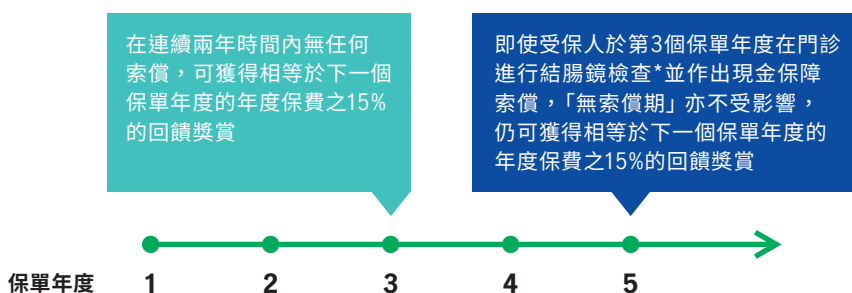 在連續兩年時間內無任何
索償，可獲得相等於下一個
保單年度的年度保費之15%
的回饋獎賞
即使受保人於第3個保單年度在門診
進行結腸鏡檢查*並作出現金保障
索償，「無索償期」亦不受影響，
仍可獲得相等於下一個保單年度的
年度保費之15%的回饋獎賞
保單年度 1 2 3 4 5